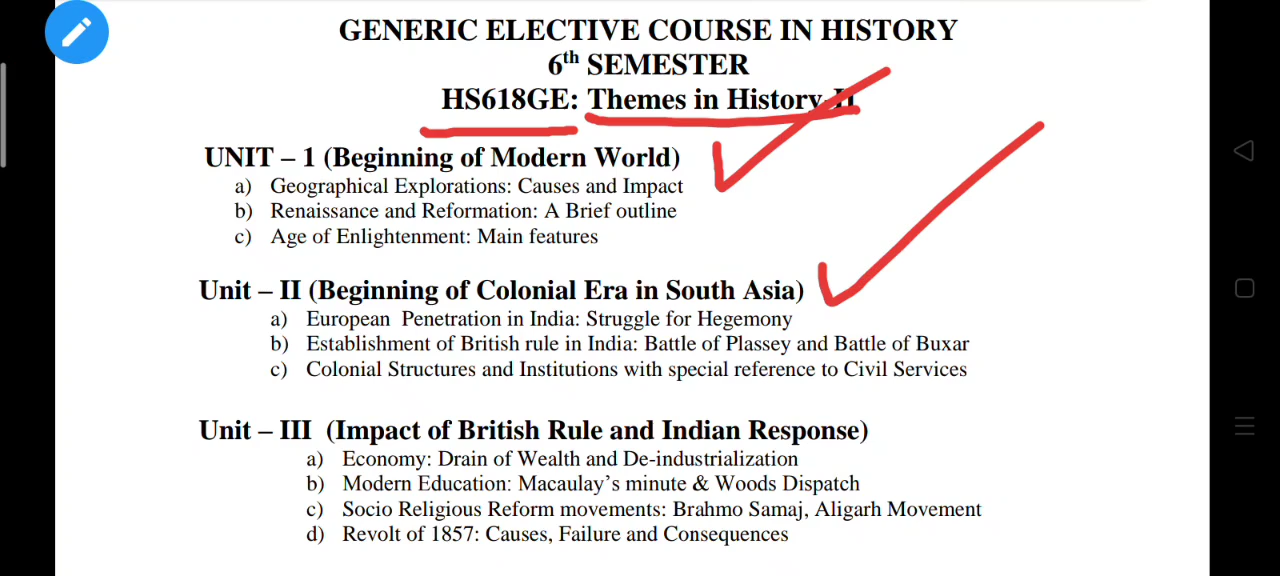 GENERIC ELECTIVE COURSE IN HISTORY
6th SEMESTER
HS618GE: Themes in History-II
UNIT – 1 (Beginning of Modern World)
a) Geographical Explorations: Causes and Impact
b) Renaissance and Reformation: A Brief outline
c) Age of Enlightenment: Main features
Unit – II (Beginning of Colonial Era in South Asia)
a) European Penetration in India: Struggle for Hegemony
b) Establishment of British rule in India: Battle of Plassey and Battle of Buxar
c) Colonial Structures and Institutions with special reference to Civil Services
Unit – III (Impact of British Rule and Indian Response)
a) Economy: Drain of Wealth and De-industrialization
b) Modern Education: Macaulay’s minute & Woods Dispatch
c) Socio Religious Reform movements: Brahmo Samaj, Aligarh Movement
d) Revolt of 1857: Causes, Failure and Consequences